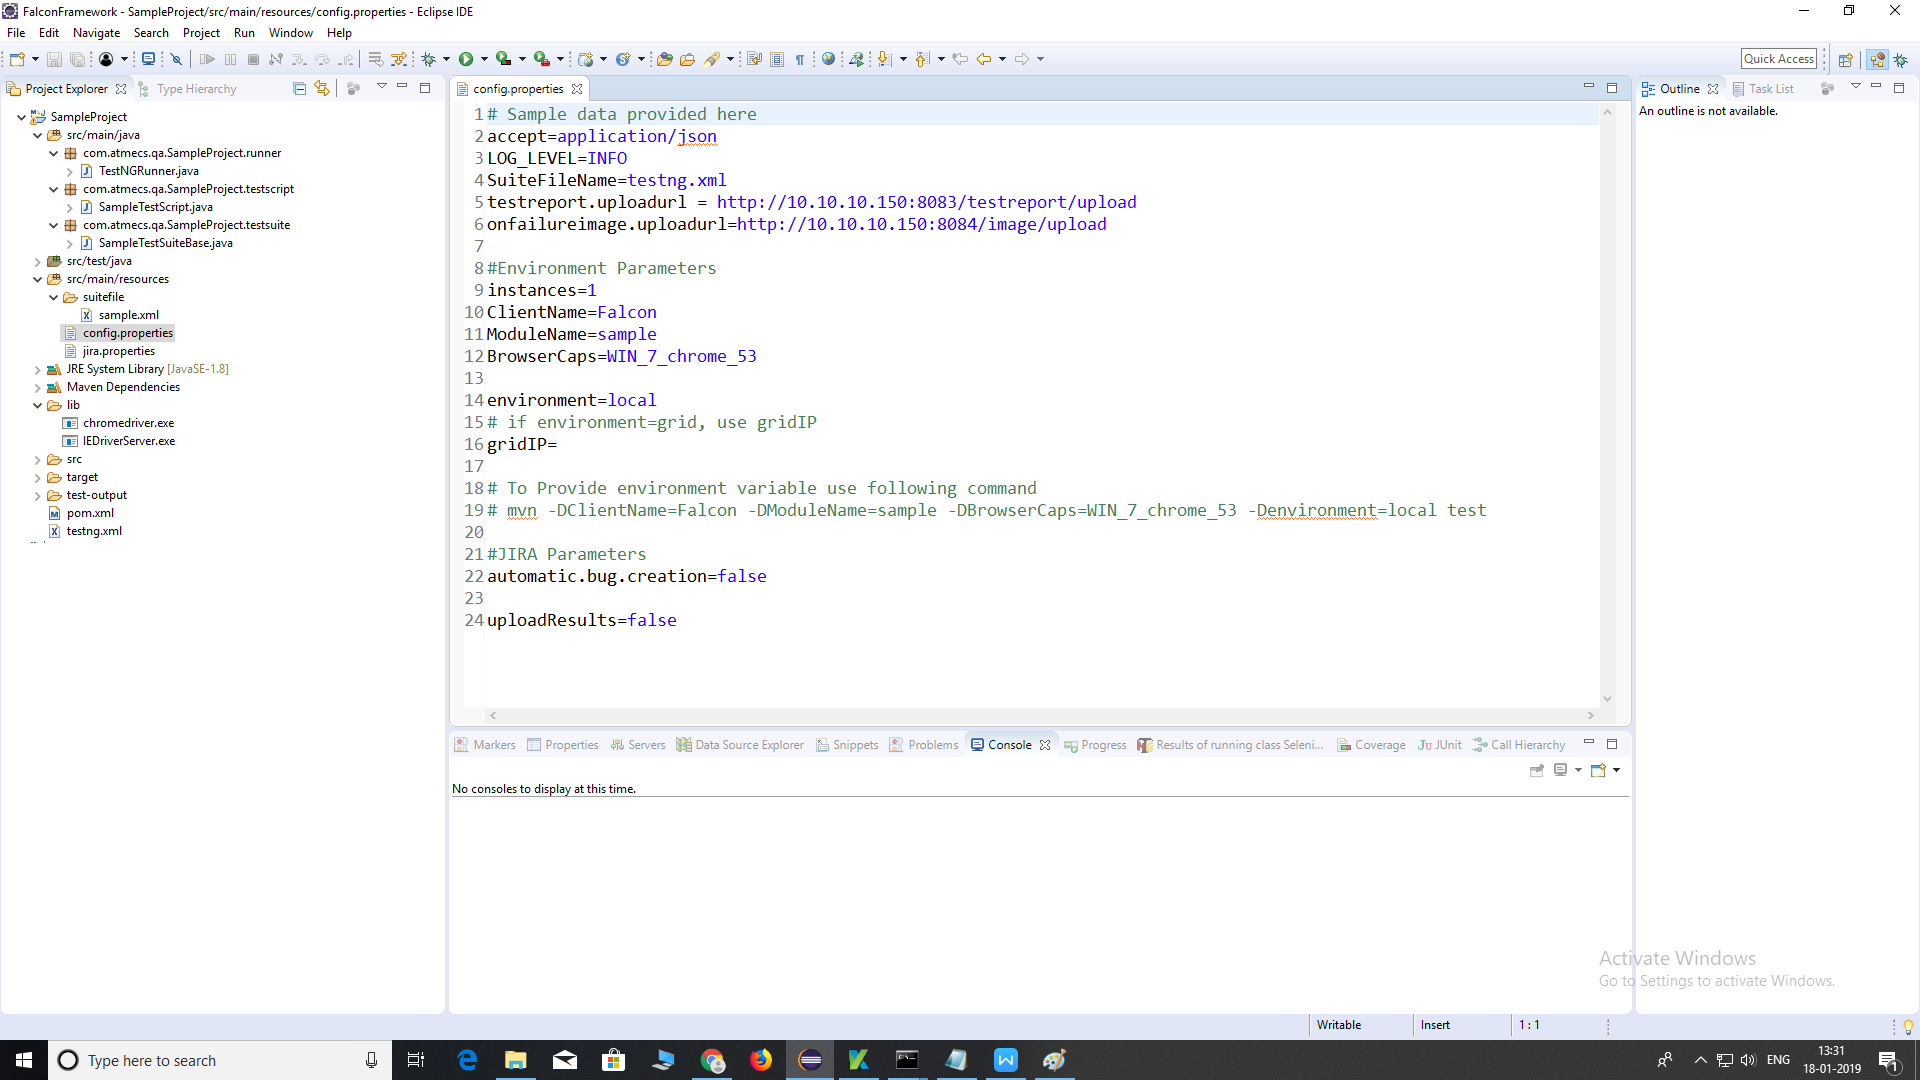 FalconFramework - SampleProject/src/main/resources/config.properties - Eclipse IDE
File Edit Navigate Search Project Run Window Help
Quick Access
Project Explorer Type Hierarchy
SampleProject
src/main/java
com.atmecs.qa.SampleProject.runner
TestNGRunner.java
com.atmecs.qa.SampleProject.testscript
SampleTestScript.java
com.atmecs.qa.SampleProject.testsuite
SampleTestSuiteBase.java
src/test/java
src/main/resources
suitefile
sample.xml
config.properties
jira.properties
JRE System Library [JavaSE-1.8]
Maven Dependencies
lib
chromedriver.exe
IEDriverServer.exe
src
target
test-output
pom.xml
testng.xml
config.properties
1 # Sample data provided here
2 accept=application/json
3 LOG_LEVEL=INFO
4 SuiteFileName=testng.xml
5 testreport.uploadurl = http://10.10.10.150:8083/testreport/upload
6 onfailureimage.uploadurl=http://10.10.10.150:8084/image/upload
7
8 #Environment Parameters
9 instances=1
10 ClientName=Falcon
11 ModuleName=sample
12 BrowserCaps=WIN_7_chrome_53
13
14 environment=local
15 # if environment=grid, use gridIP
16 gridIP=
17
18 # To Provide environment variable use following command
19 # mvn -DClientName=Falcon -DModuleName=sample -DBrowserCaps=WIN_7_chrome_53 -Denvironment=local test
20
21 #JIRA Parameters
22 automatic.bug.creation=false
23
24 uploadResults=false
Outline Task List
An outline is not available.
Markers Properties Servers Data Source Explorer Snippets Problems Console Progress Results of running class Seleni... Coverage JUnit Call Hierarchy
No consoles to display at this time.
Activate Windows
Go to Settings to activate Windows.
Writable Insert 1 : 1
Type here to search
ENG
13:31
18-01-2019
1